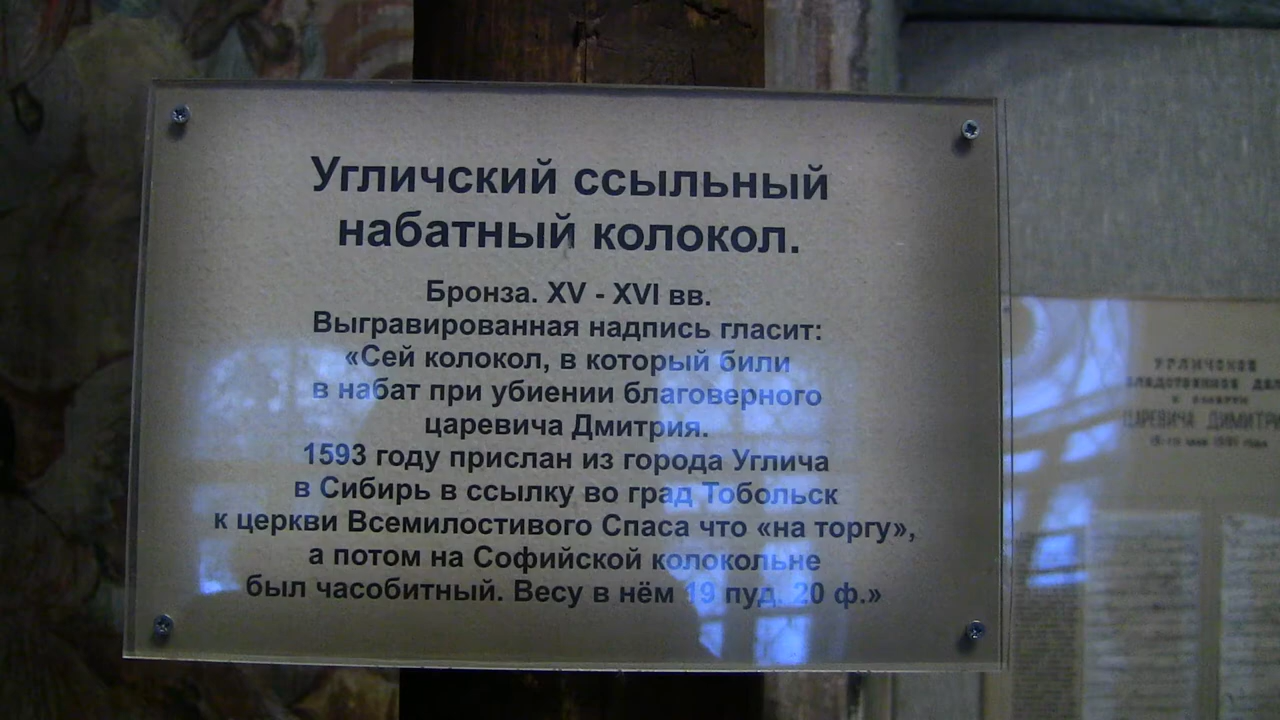 Угличский ссыльный
набатный колокол.
Бронза. XV - XVI вв.
Выгравированная надпись гласит:
«Сей колокол, в который били
в набат при убиении благоверного
царевича Дмитрия.
1593 году прислан из города Углича
в Сибирь в ссылку во град Тобольск
к церкви Всемилостивого Спаса что «на торгу»,
а потом на Софийской колокольне
был часобитный. Весу в нём 19 пуд. 20 ф.»
УГЛИЧСКОЕ
ЦАРЕВИЧА